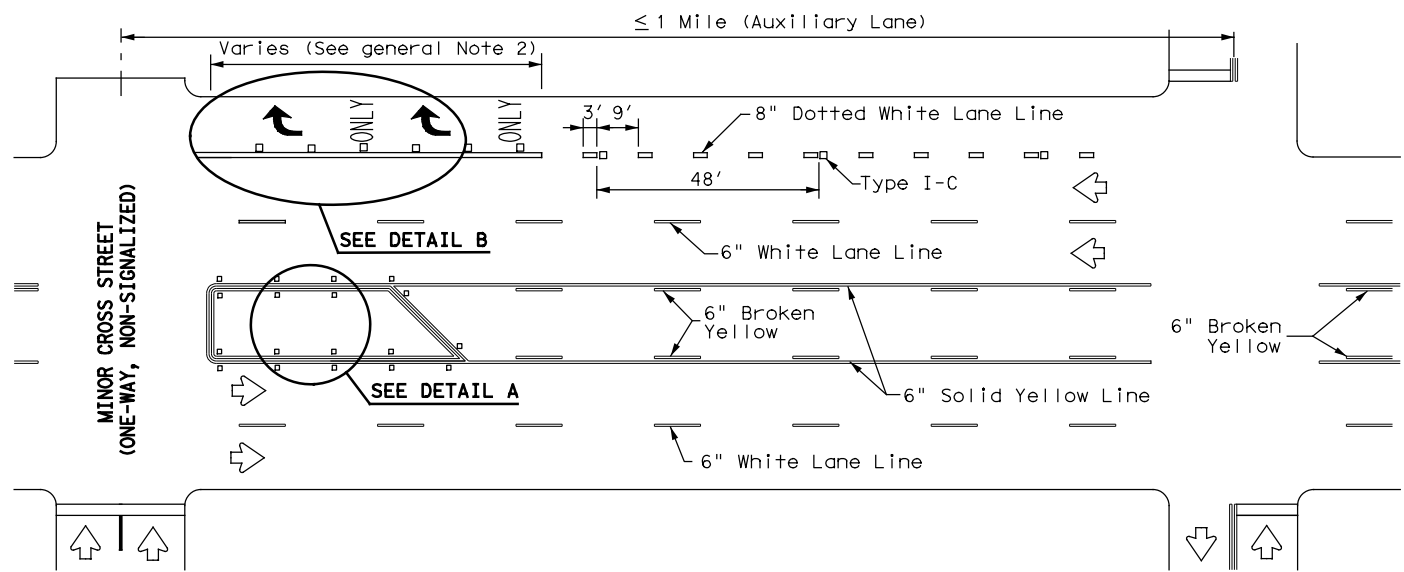 ≤ 1 Mile (Auxiliary Lane)
Varies (See general Note 2)
ONLY
ONLY
3' 9'
8" Dotted White Lane Line
48'
Type I-C
SEE DETAIL B
6" White Lane Line
MINOR CROSS STREET
(ONE-WAY, NON-SIGNALIZED)
6" Broken
Yellow
6" Broken
Yellow
SEE DETAIL A
6" Solid Yellow Line
6" White Lane Line